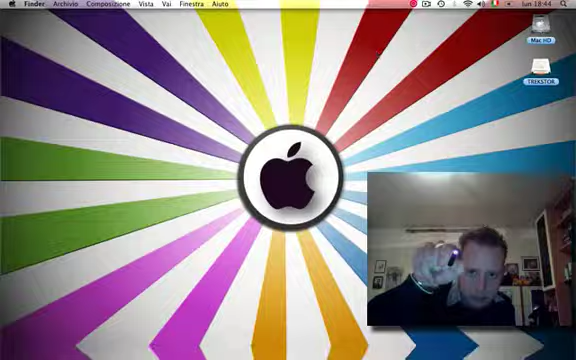 Finder Archivio Composizione Vista Vai Finestra Aiuto lun 18:44
Mac HD
TREKSTOR